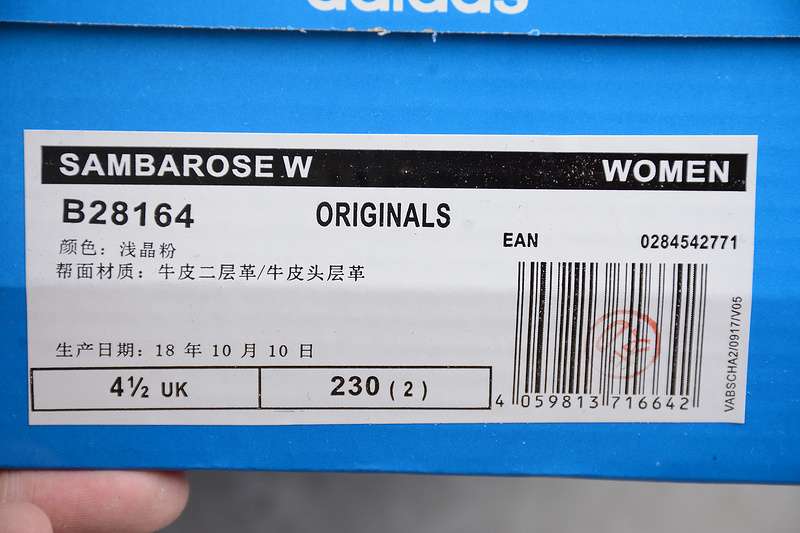 adidas
SAMBAROSE W WOMEN
B28164 ORIGINALS
EAN 0284542771
颜色：浅晶粉
帮面材质：牛皮二层革/牛皮头层革
生产日期：18 年 10 月 10 日
4½ UK 230 (2)
4 059813 716642
VABSCHA2/0917/V05